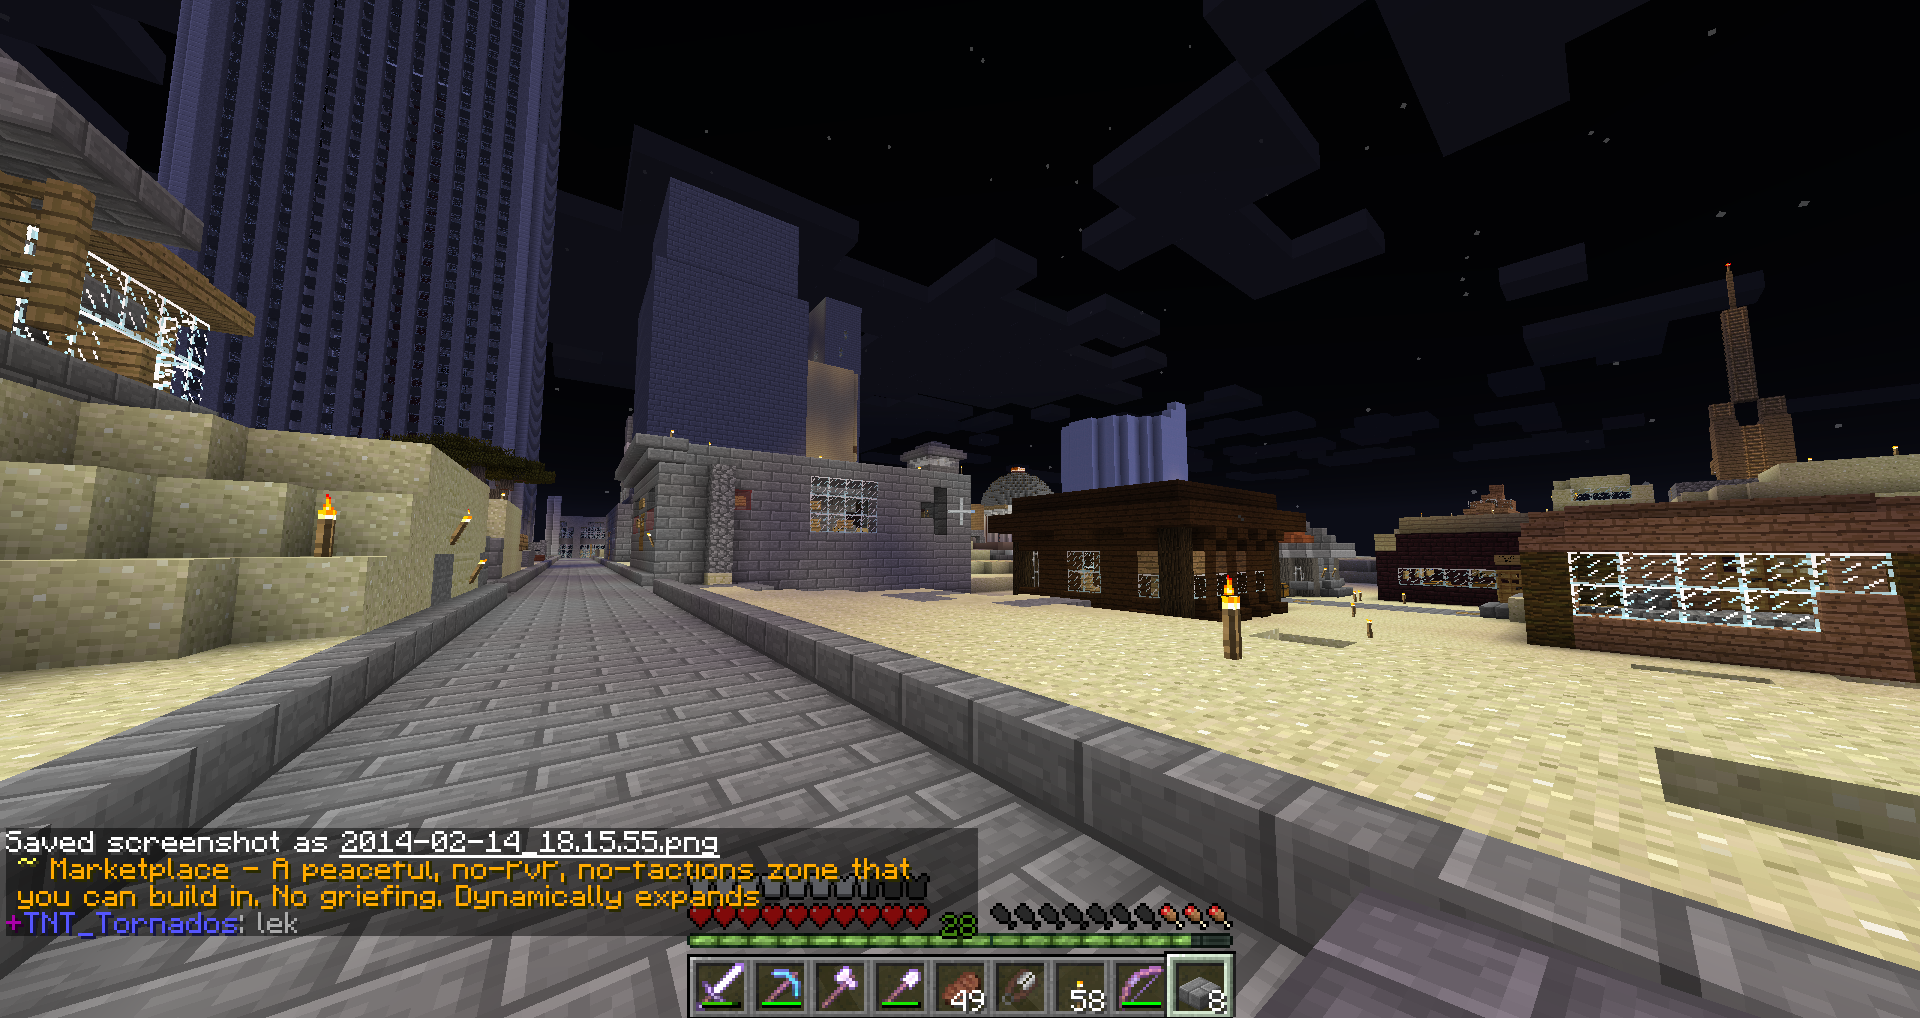 Saved screenshot as 2014-02-14_18.15.55.png
~ Marketplace - A peaceful, no-PvP, no-factions zone that
you can build in. No griefing. Dynamically expands
+TNT_Tornados: lek
28
49 58 8